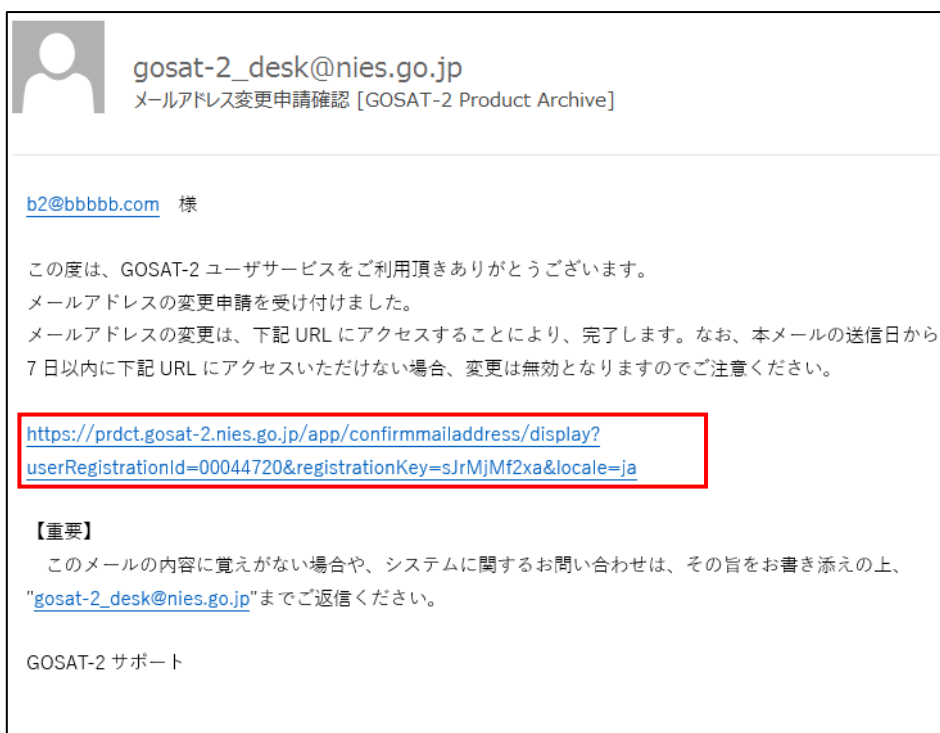 gosat-2_desk@nies.go.jp
メールアドレス変更申請確認 [GOSAT-2 Product Archive]
b2@bbbbb.com 様
この度は、GOSAT-2 ユーザサービスをご利用頂きありがとうございます。
メールアドレスの変更申請を受け付けました。
メールアドレスの変更は、下記 URL にアクセスすることにより、完了します。なお、本メールの送信日から
7 日以内に下記 URL にアクセスいただけない場合、変更は無効となりますのでご注意ください。
https://prdct.gosat-2.nies.go.jp/app/confirmmailaddress/display?
userRegistrationId=00044720&registrationKey=sJrMjMf2xa&locale=ja
【重要】
このメールの内容に覚えがない場合や、システムに関するお問い合わせは、その旨をお書き添えの上、
"gosat-2_desk@nies.go.jp"までご返信ください。
GOSAT-2 サポート